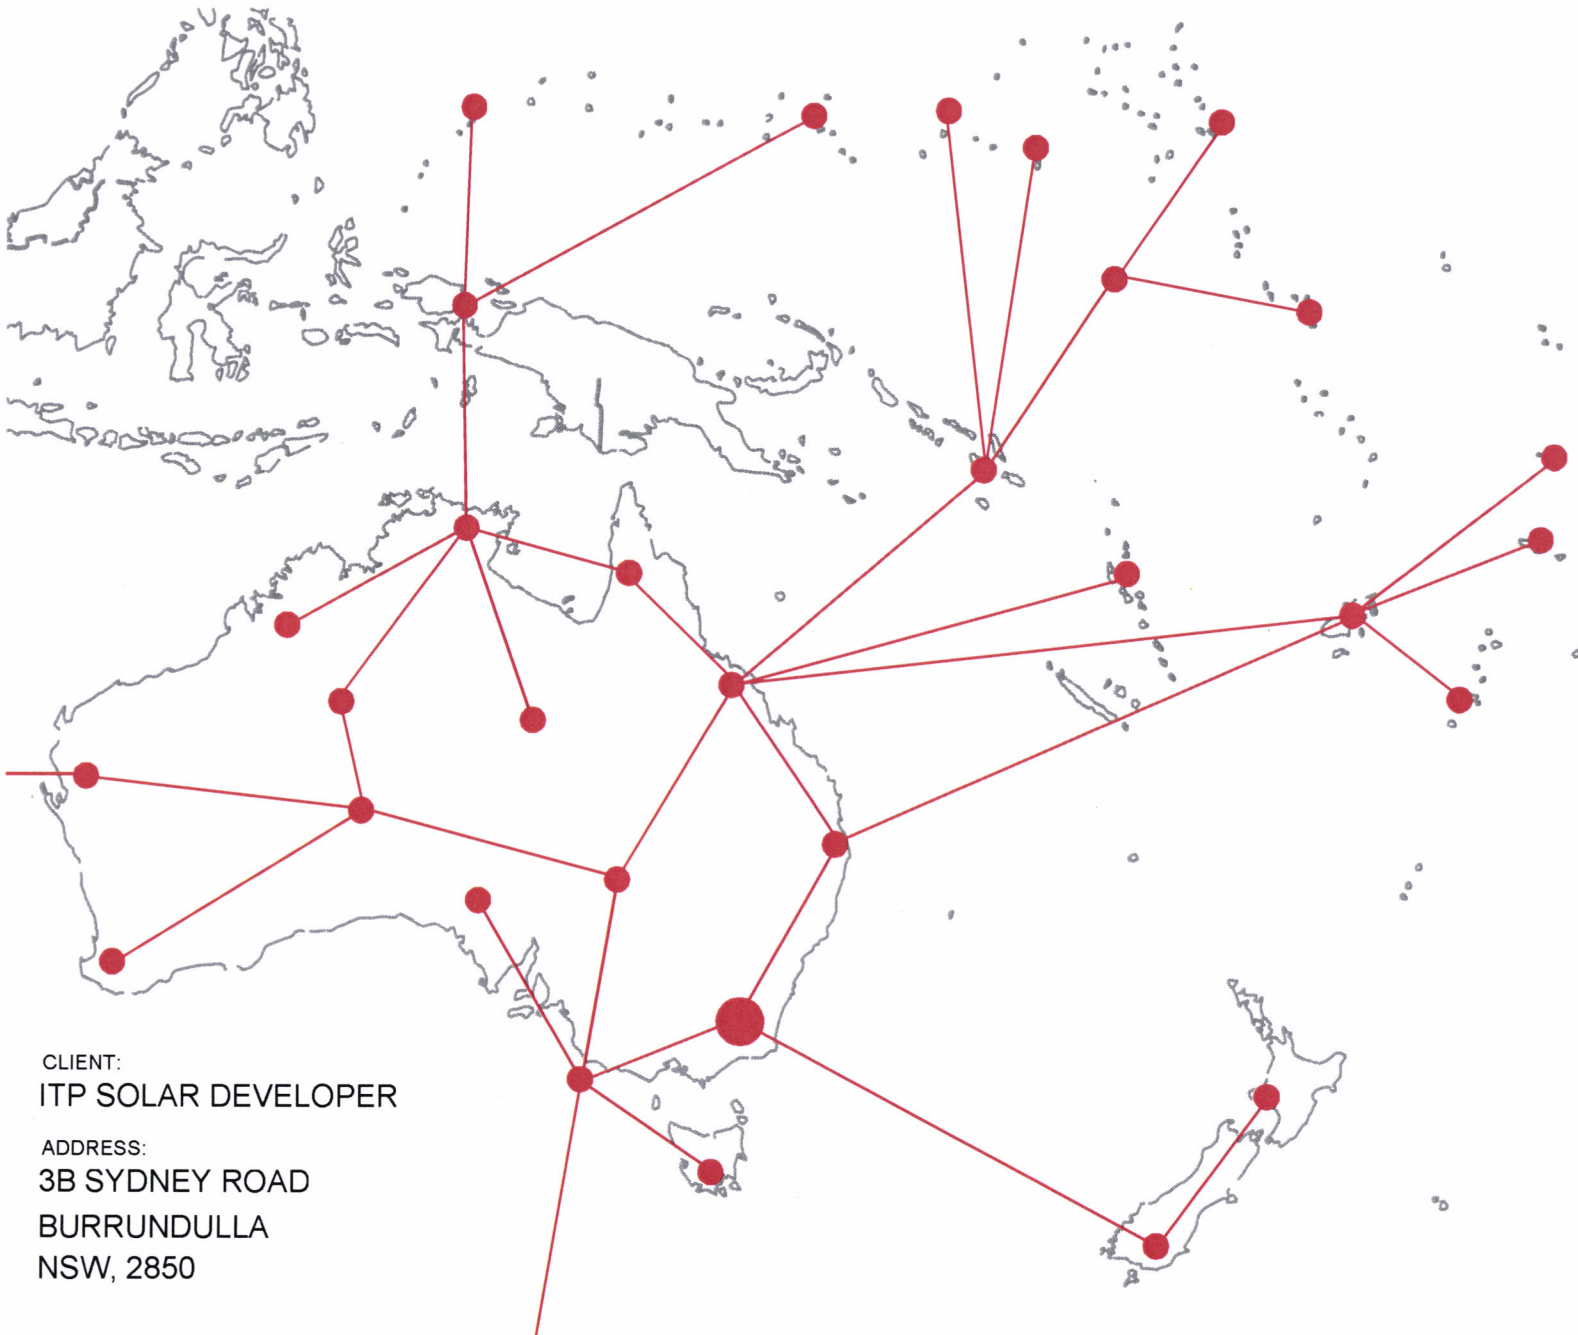 CLIENT:
ITP SOLAR DEVELOPER
ADDRESS:
3B SYDNEY ROAD
BURRUNDULLA
NSW, 2850